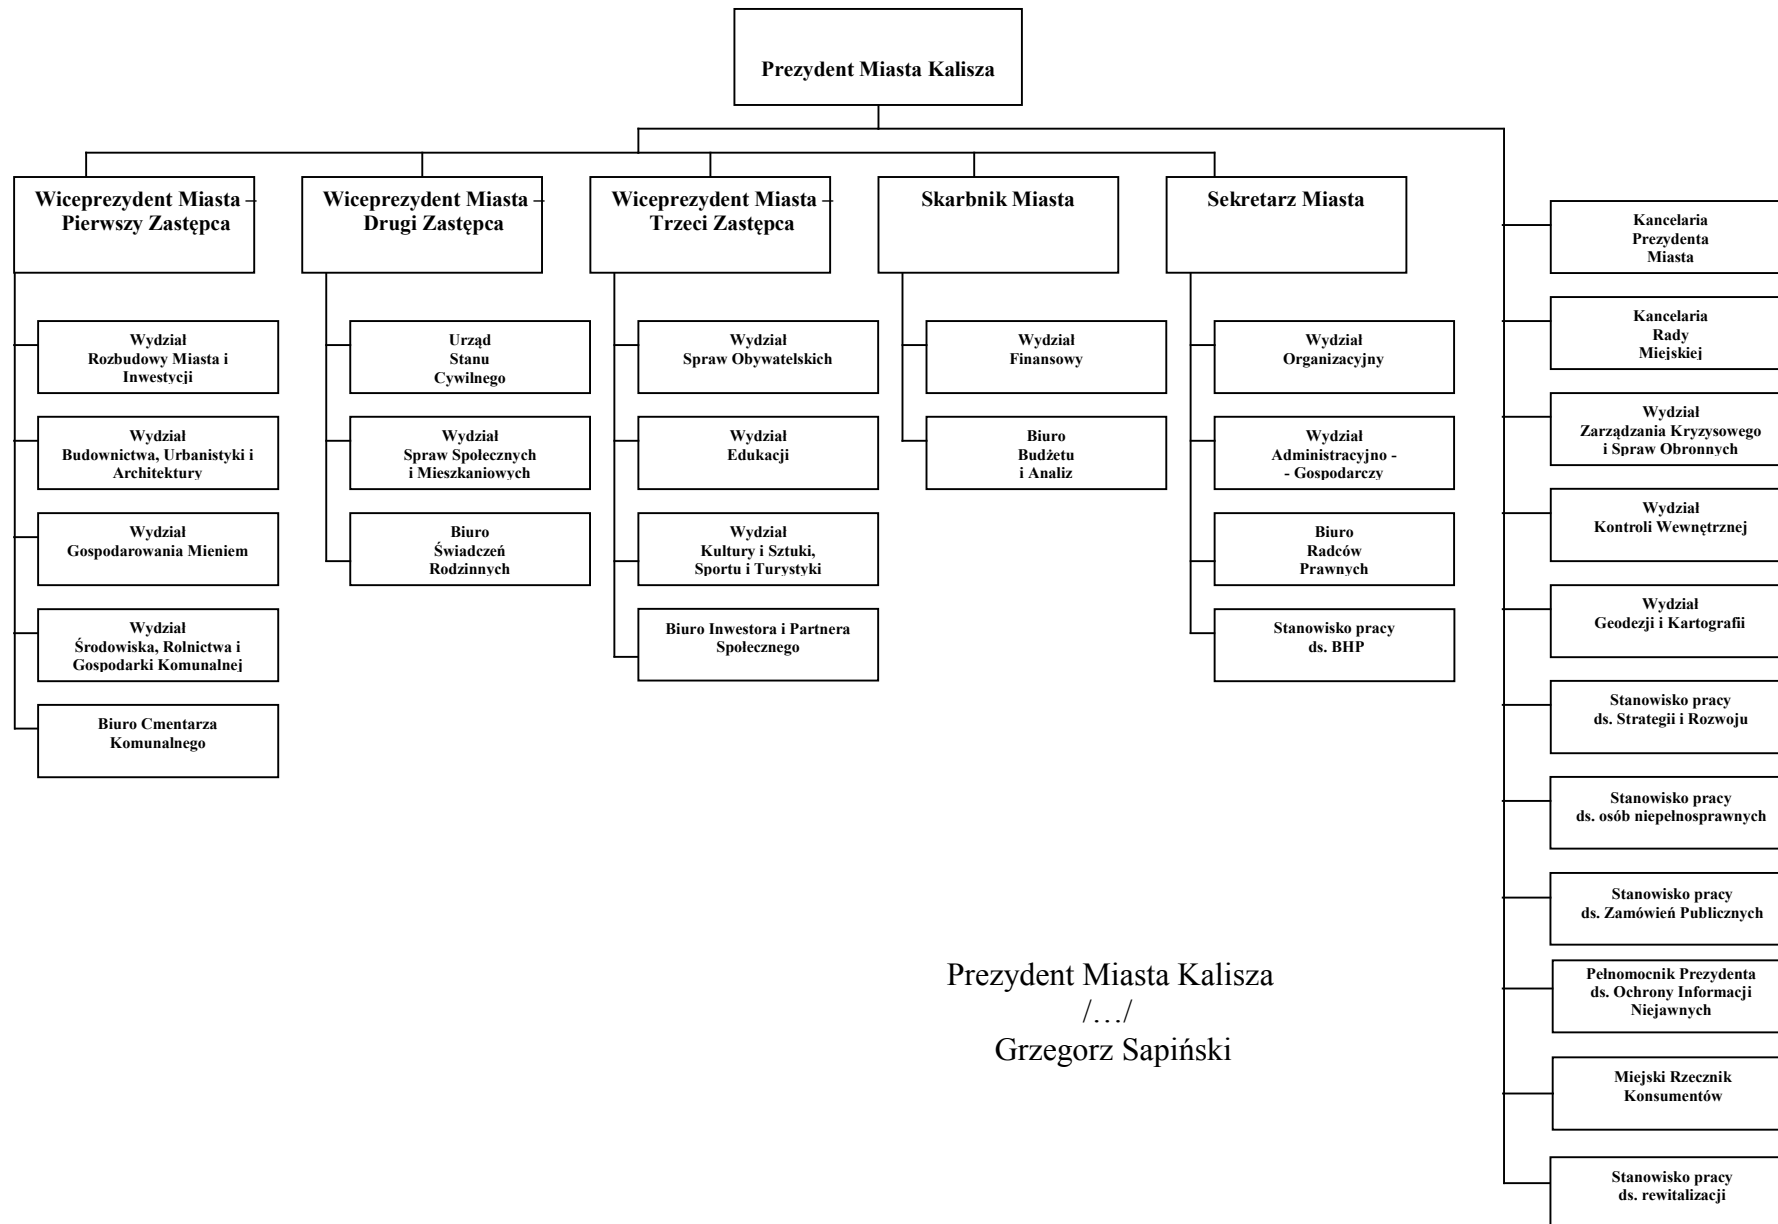 Prezydent Miasta Kalisza
Wiceprezydent Miasta –
Pierwszy Zastępca
Wiceprezydent Miasta –
Drugi Zastępca
Wiceprezydent Miasta –
Trzeci Zastępca
Skarbnik Miasta
Sekretarz Miasta
Wydział
Rozbudowy Miasta i
Inwestycji
Wydział
Budownictwa, Urbanistyki i
Architektury
Wydział
Gospodarowania Mieniem
Wydział
Środowiska, Rolnictwa i
Gospodarki Komunalnej
Biuro Cmentarza
Komunalnego
Urząd
Stanu
Cywilnego
Wydział
Spraw Społecznych
i Mieszkaniowych
Biuro
Świadczeń
Rodzinnych
Wydział
Spraw Obywatelskich
Wydział
Edukacji
Wydział
Kultury i Sztuki,
Sportu i Turystyki
Biuro Inwestora i Partnera
Społecznego
Wydział
Finansowy
Biuro
Budżetu
i Analiz
Wydział
Organizacyjny
Wydział
Administracyjno -
- Gospodarczy
Biuro
Radców
Prawnych
Stanowisko pracy
ds. BHP
Kancelaria
Prezydenta
Miasta
Kancelaria
Rady
Miejskiej
Wydział
Zarządzania Kryzysowego
i Spraw Obronnych
Wydział
Kontroli Wewnętrznej
Wydział
Geodezji i Kartografii
Stanowisko pracy
ds. Strategii i Rozwoju
Stanowisko pracy
ds. osób niepełnosprawnych
Stanowisko pracy
ds. Zamówień Publicznych
Pełnomocnik Prezydenta
ds. Ochrony Informacji
Niejawnych
Miejski Rzecznik
Konsumentów
Stanowisko pracy
ds. rewitalizacji
Prezydent Miasta Kalisza
/…/
Grzegorz Sapiński